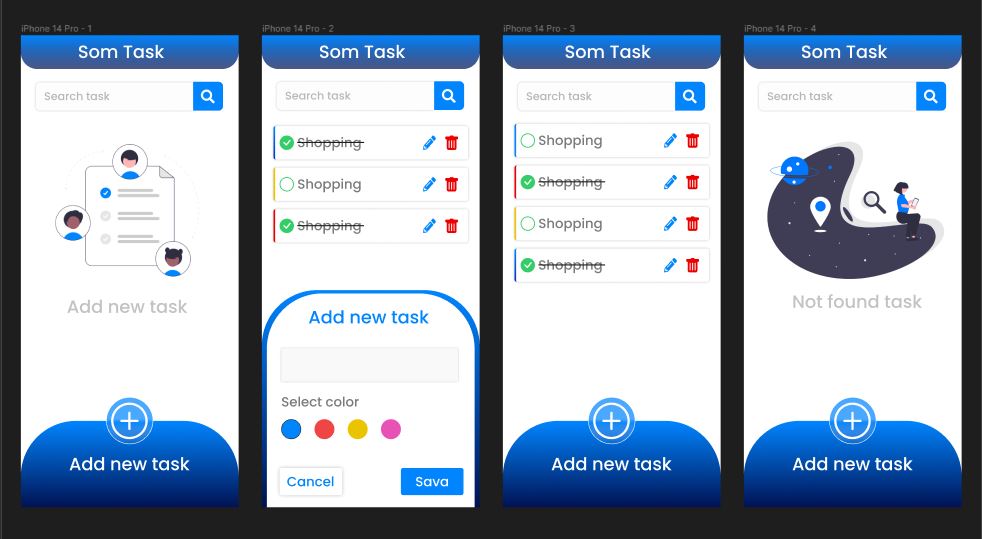 iPhone 14 Pro - 1
Som Task
Search task
Add new task
Add new task
iPhone 14 Pro - 2
Som Task
Search task
Shopping
Shopping
Shopping
Add new task
Select color
Cancel
Sava
iPhone 14 Pro - 3
Som Task
Search task
Shopping
Shopping
Shopping
Shopping
Add new task
iPhone 14 Pro - 4
Som Task
Search task
Not found task
Add new task